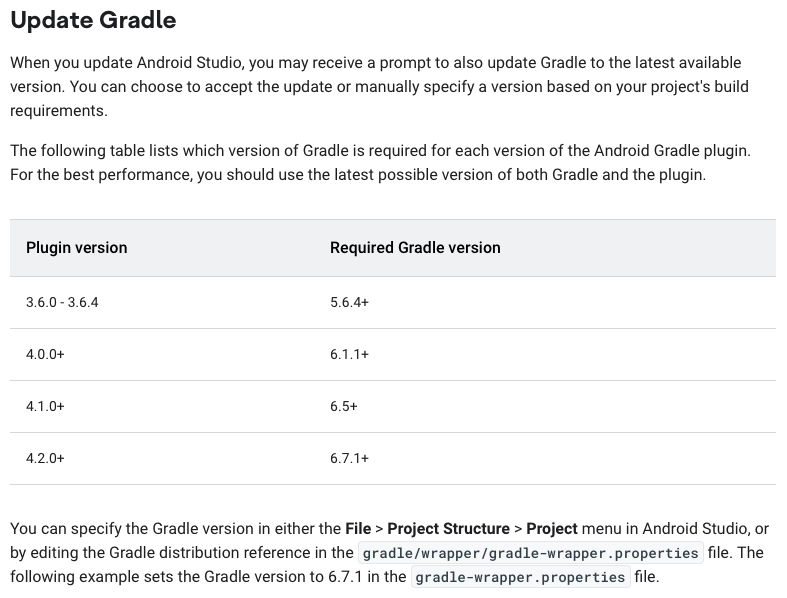 Update Gradle
When you update Android Studio, you may receive a prompt to also update Gradle to the latest available
version. You can choose to accept the update or manually specify a version based on your project's build
requirements.
The following table lists which version of Gradle is required for each version of the Android Gradle plugin.
For the best performance, you should use the latest possible version of both Gradle and the plugin.
Plugin version Required Gradle version
3.6.0 - 3.6.4 5.6.4+
4.0.0+ 6.1.1+
4.1.0+ 6.5+
4.2.0+ 6.7.1+
You can specify the Gradle version in either the File > Project Structure > Project menu in Android Studio, or
by editing the Gradle distribution reference in the gradle/wrapper/gradle-wrapper.properties file. The
following example sets the Gradle version to 6.7.1 in the gradle-wrapper.properties file.